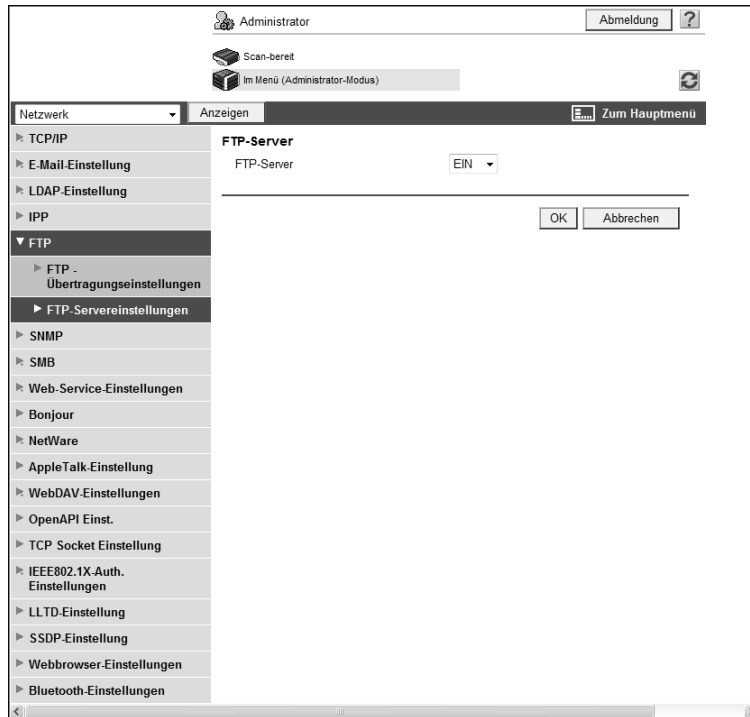 Administrator
Abmeldung
?
Scan-bereit
Im Menü (Administrator-Modus)
Netzwerk
Anzeigen
Zum Hauptmenü
TCP/IP
E-Mail-Einstellung
LDAP-Einstellung
IPP
FTP
FTP -
Übertragungseinstellungen
FTP-Servereinstellungen
SNMP
SMB
Web-Service-Einstellungen
Bonjour
NetWare
AppleTalk-Einstellung
WebDAV-Einstellungen
OpenAPI Einst.
TCP Socket Einstellung
IEEE802.1X-Auth.
Einstellungen
LLTD-Einstellung
SSDP-Einstellung
Webbrowser-Einstellungen
Bluetooth-Einstellungen
FTP-Server
FTP-Server EIN
OK Abbrechen